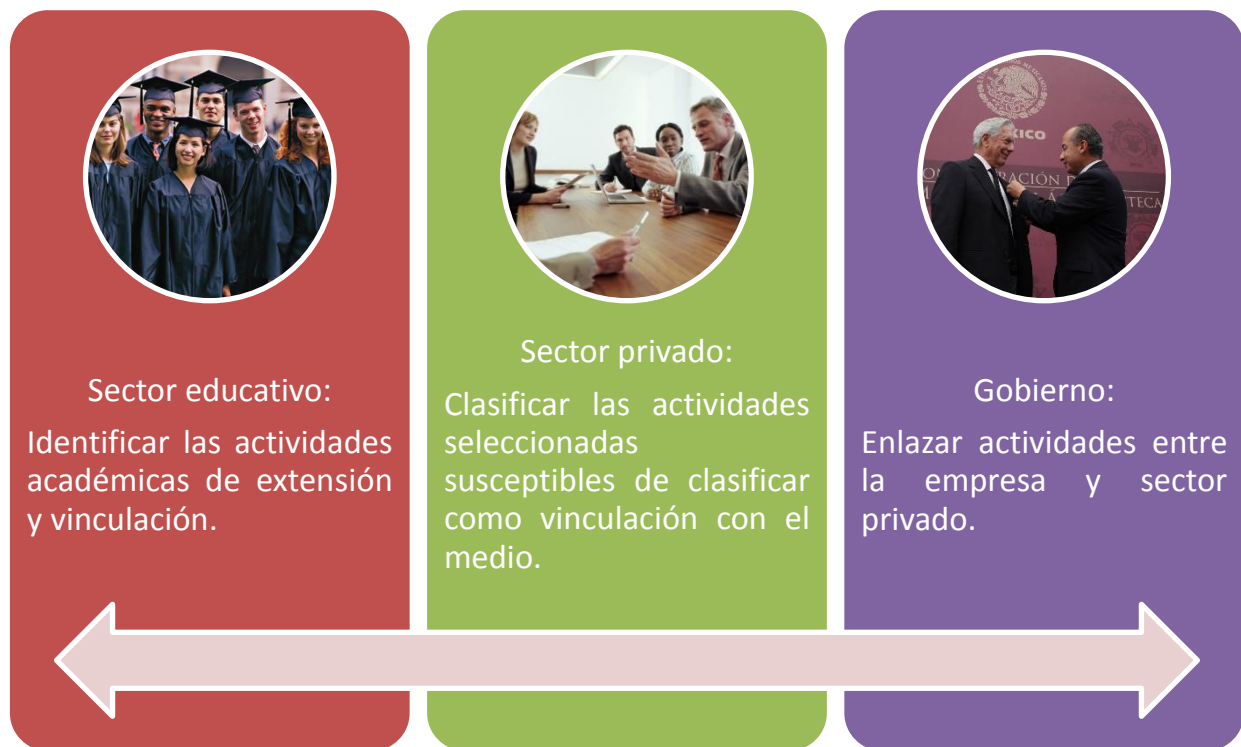 Sector educativo:
Identificar las actividades
académicas de extensión
y vinculación.
Sector privado:
Clasificar las actividades
seleccionadas
susceptibles de clasificar
como vinculación con el
medio.
Gobierno:
Enlazar actividades entre
la empresa y sector
privado.